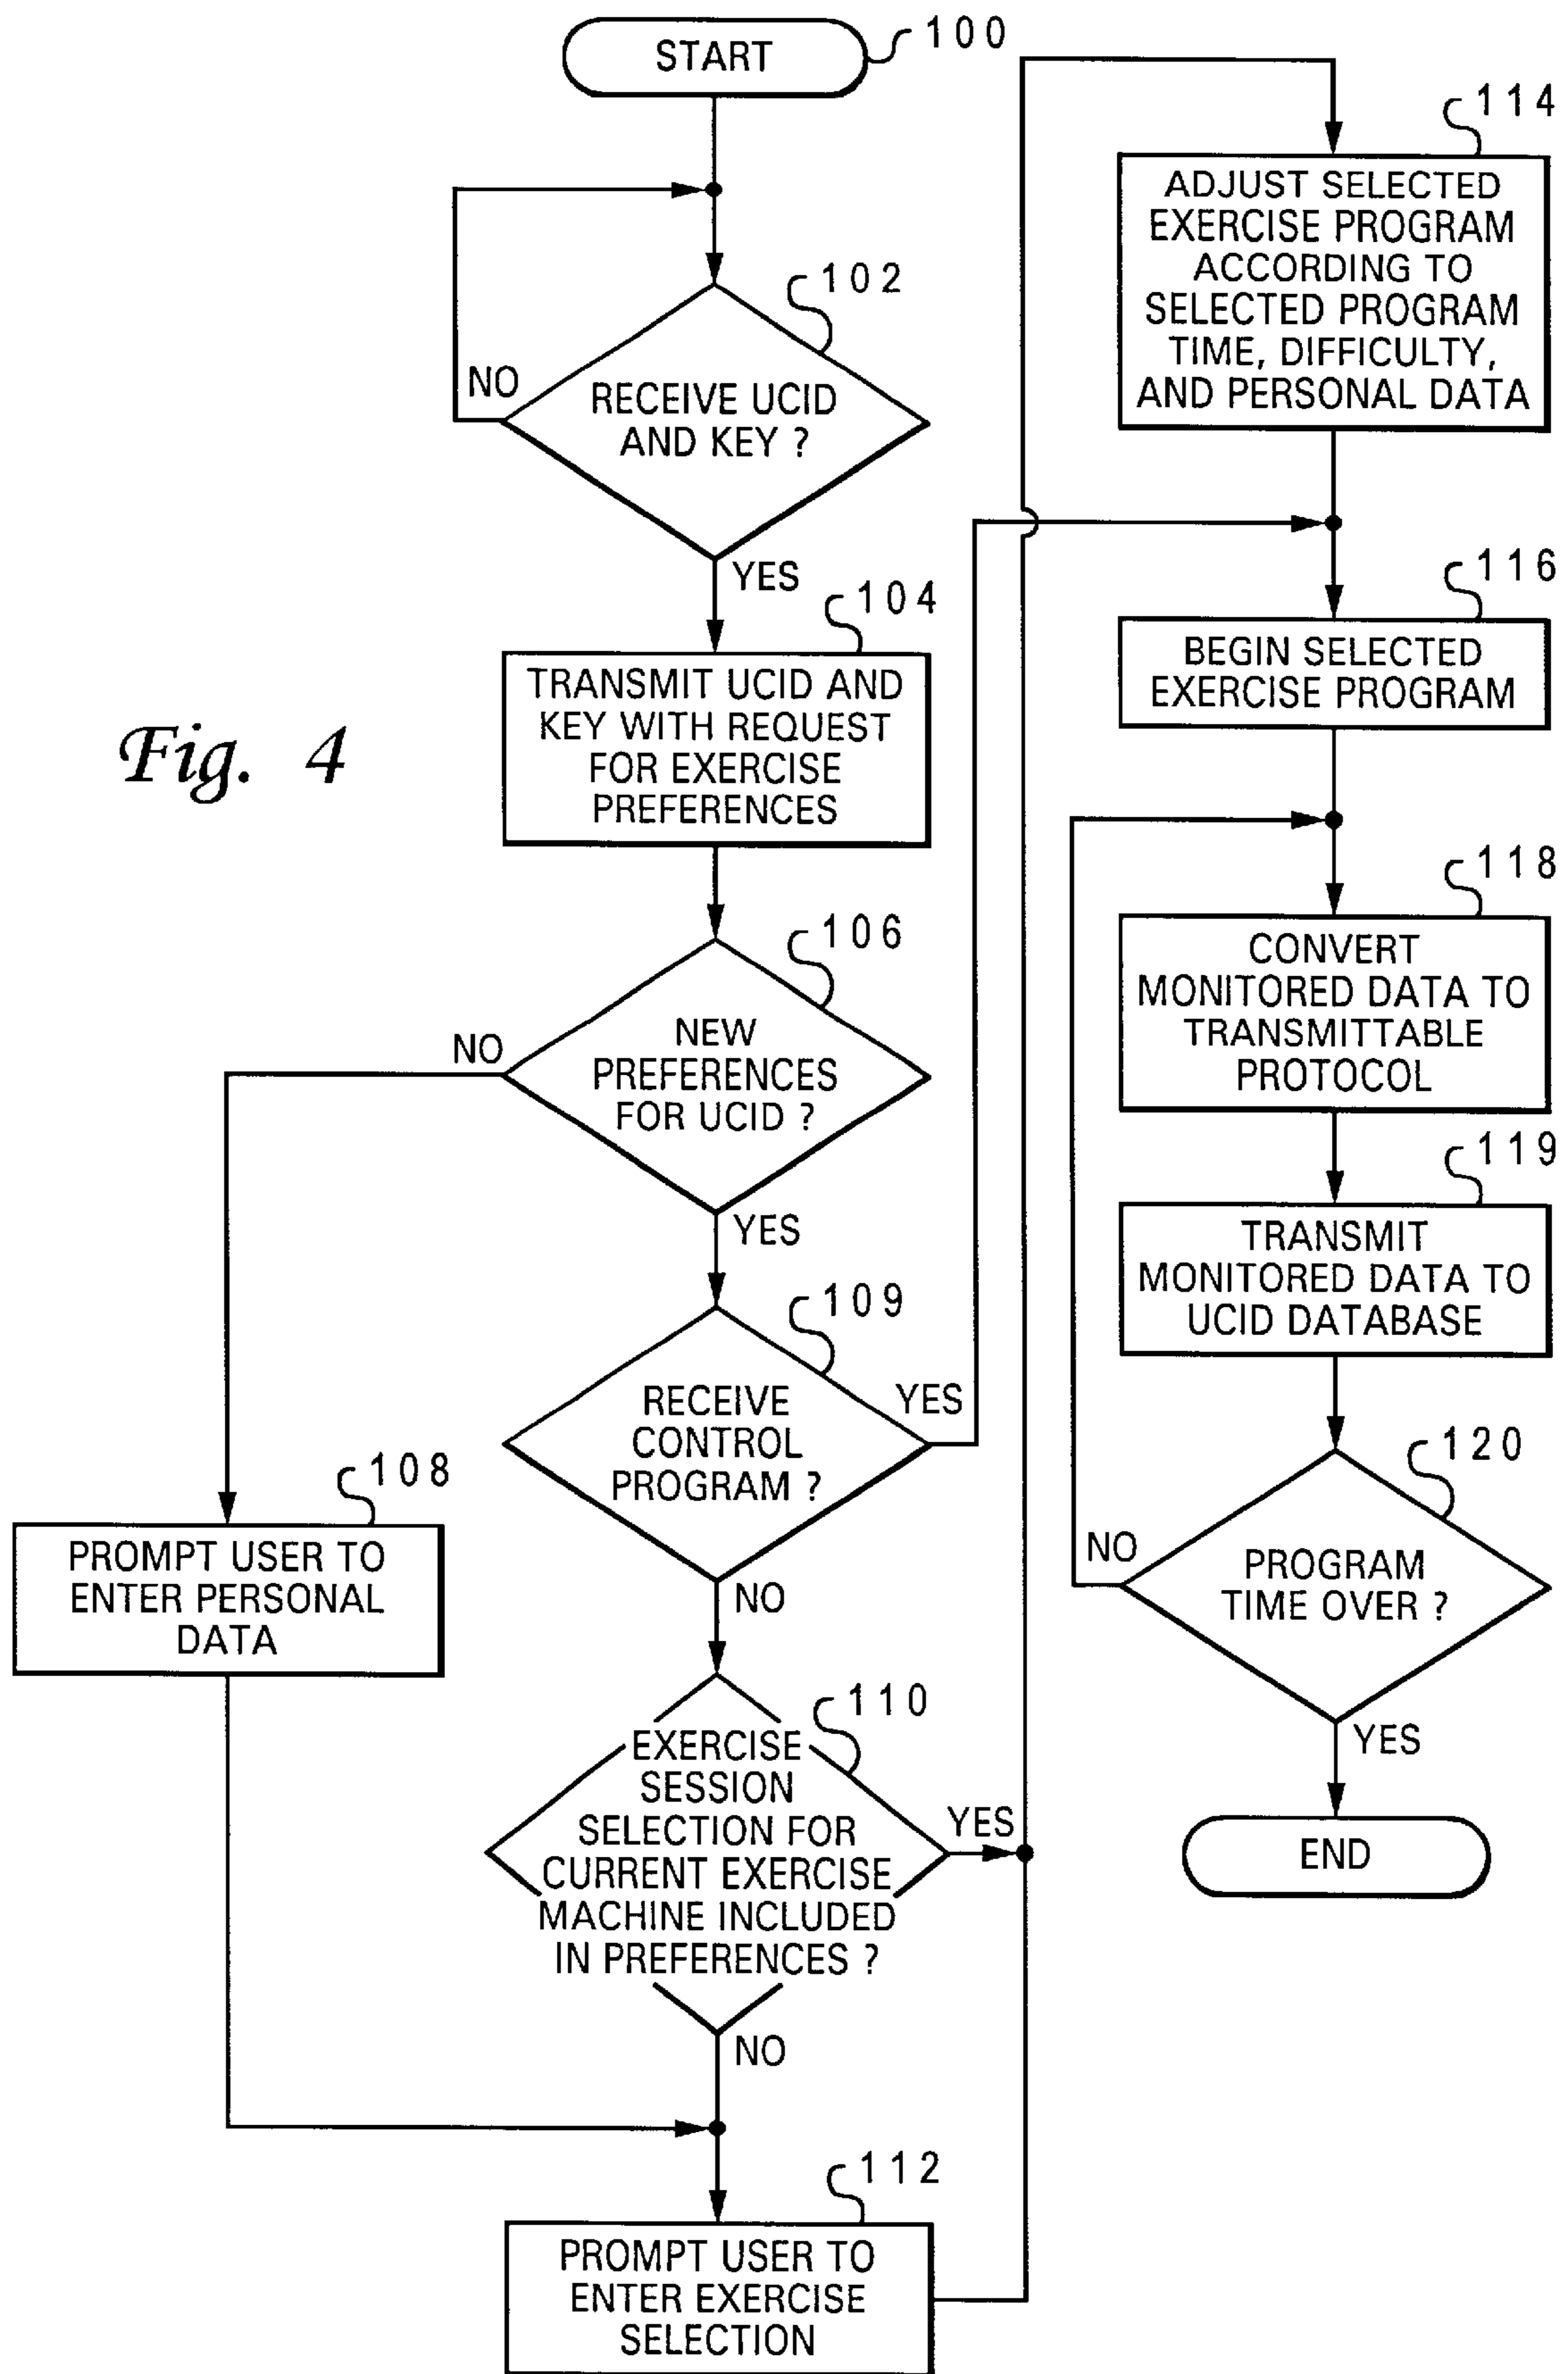 START
100
102
NO
RECEIVE UCID
AND KEY ?
YES
104
TRANSMIT UCID AND
KEY WITH REQUEST
FOR EXERCISE
PREFERENCES
Fig. 4
106
NO
NEW
PREFERENCES
FOR UCID ?
YES
109
RECEIVE
CONTROL
PROGRAM ?
YES
NO
108
PROMPT USER TO
ENTER PERSONAL
DATA
110
EXERCISE
SESSION
SELECTION FOR
CURRENT EXERCISE
MACHINE INCLUDED
IN PREFERENCES ?
YES
NO
112
PROMPT USER TO
ENTER EXERCISE
SELECTION
114
ADJUST SELECTED
EXERCISE PROGRAM
ACCORDING TO
SELECTED PROGRAM
TIME, DIFFICULTY,
AND PERSONAL DATA
116
BEGIN SELECTED
EXERCISE PROGRAM
118
CONVERT
MONITORED DATA TO
TRANSMITTABLE
PROTOCOL
119
TRANSMIT
MONITORED DATA TO
UCID DATABASE
120
NO
PROGRAM
TIME OVER ?
YES
END